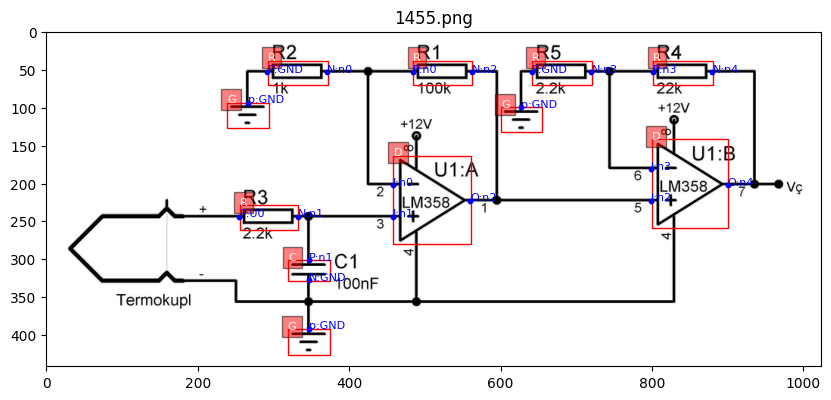 1455.png
R2
R1
R5
R4
R
R
R
R
p:GND
N:n0
n0
N:n2
p:GND
N:n3
n3
N:n4
1k
100k
2.2k
22k
G
p:GND
G
p:GND
+12V
+12V
8
8
D
D
U1:A
U1:B
LM358
LM358
2
I:n0
6
I:n3
O:n2
1
O:n4
7
Vç
3
I:n1
5
I:n2
4
4
R3
R
+
N:n1
2.2k
C
P:n1
C1
N:GND
100nF
-
Termokupl
G
p:GND
0
50
100
150
200
250
300
350
400
0
200
400
600
800
1000